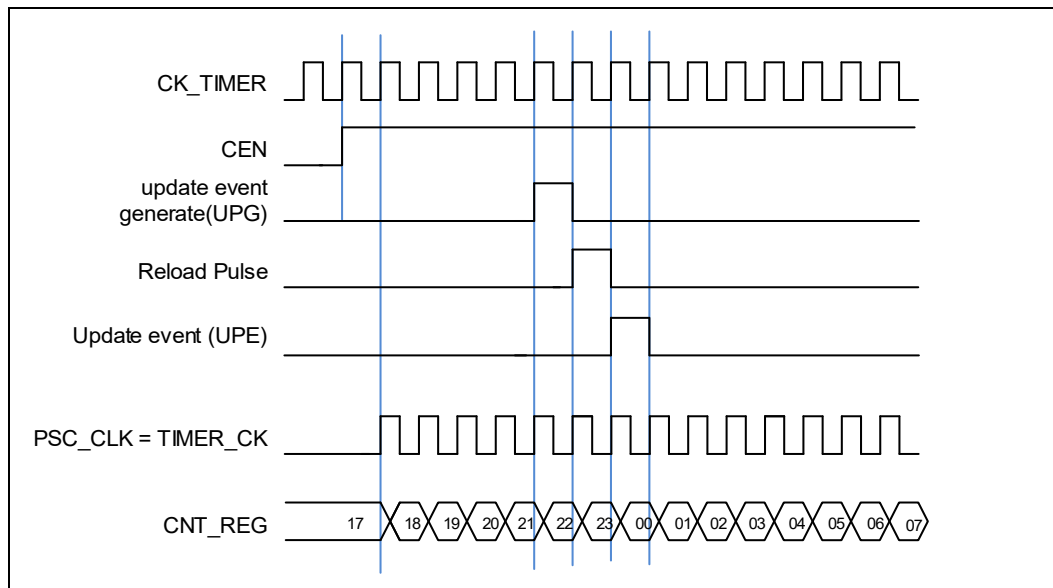 CK_TIMER
CEN
update event
generate(UPG)
Reload Pulse
Update event (UPE)
PSC_CLK = TIMER_CK
CNT_REG 17 18 19 20 21 22 23 00 01 02 03 04 05 06 07